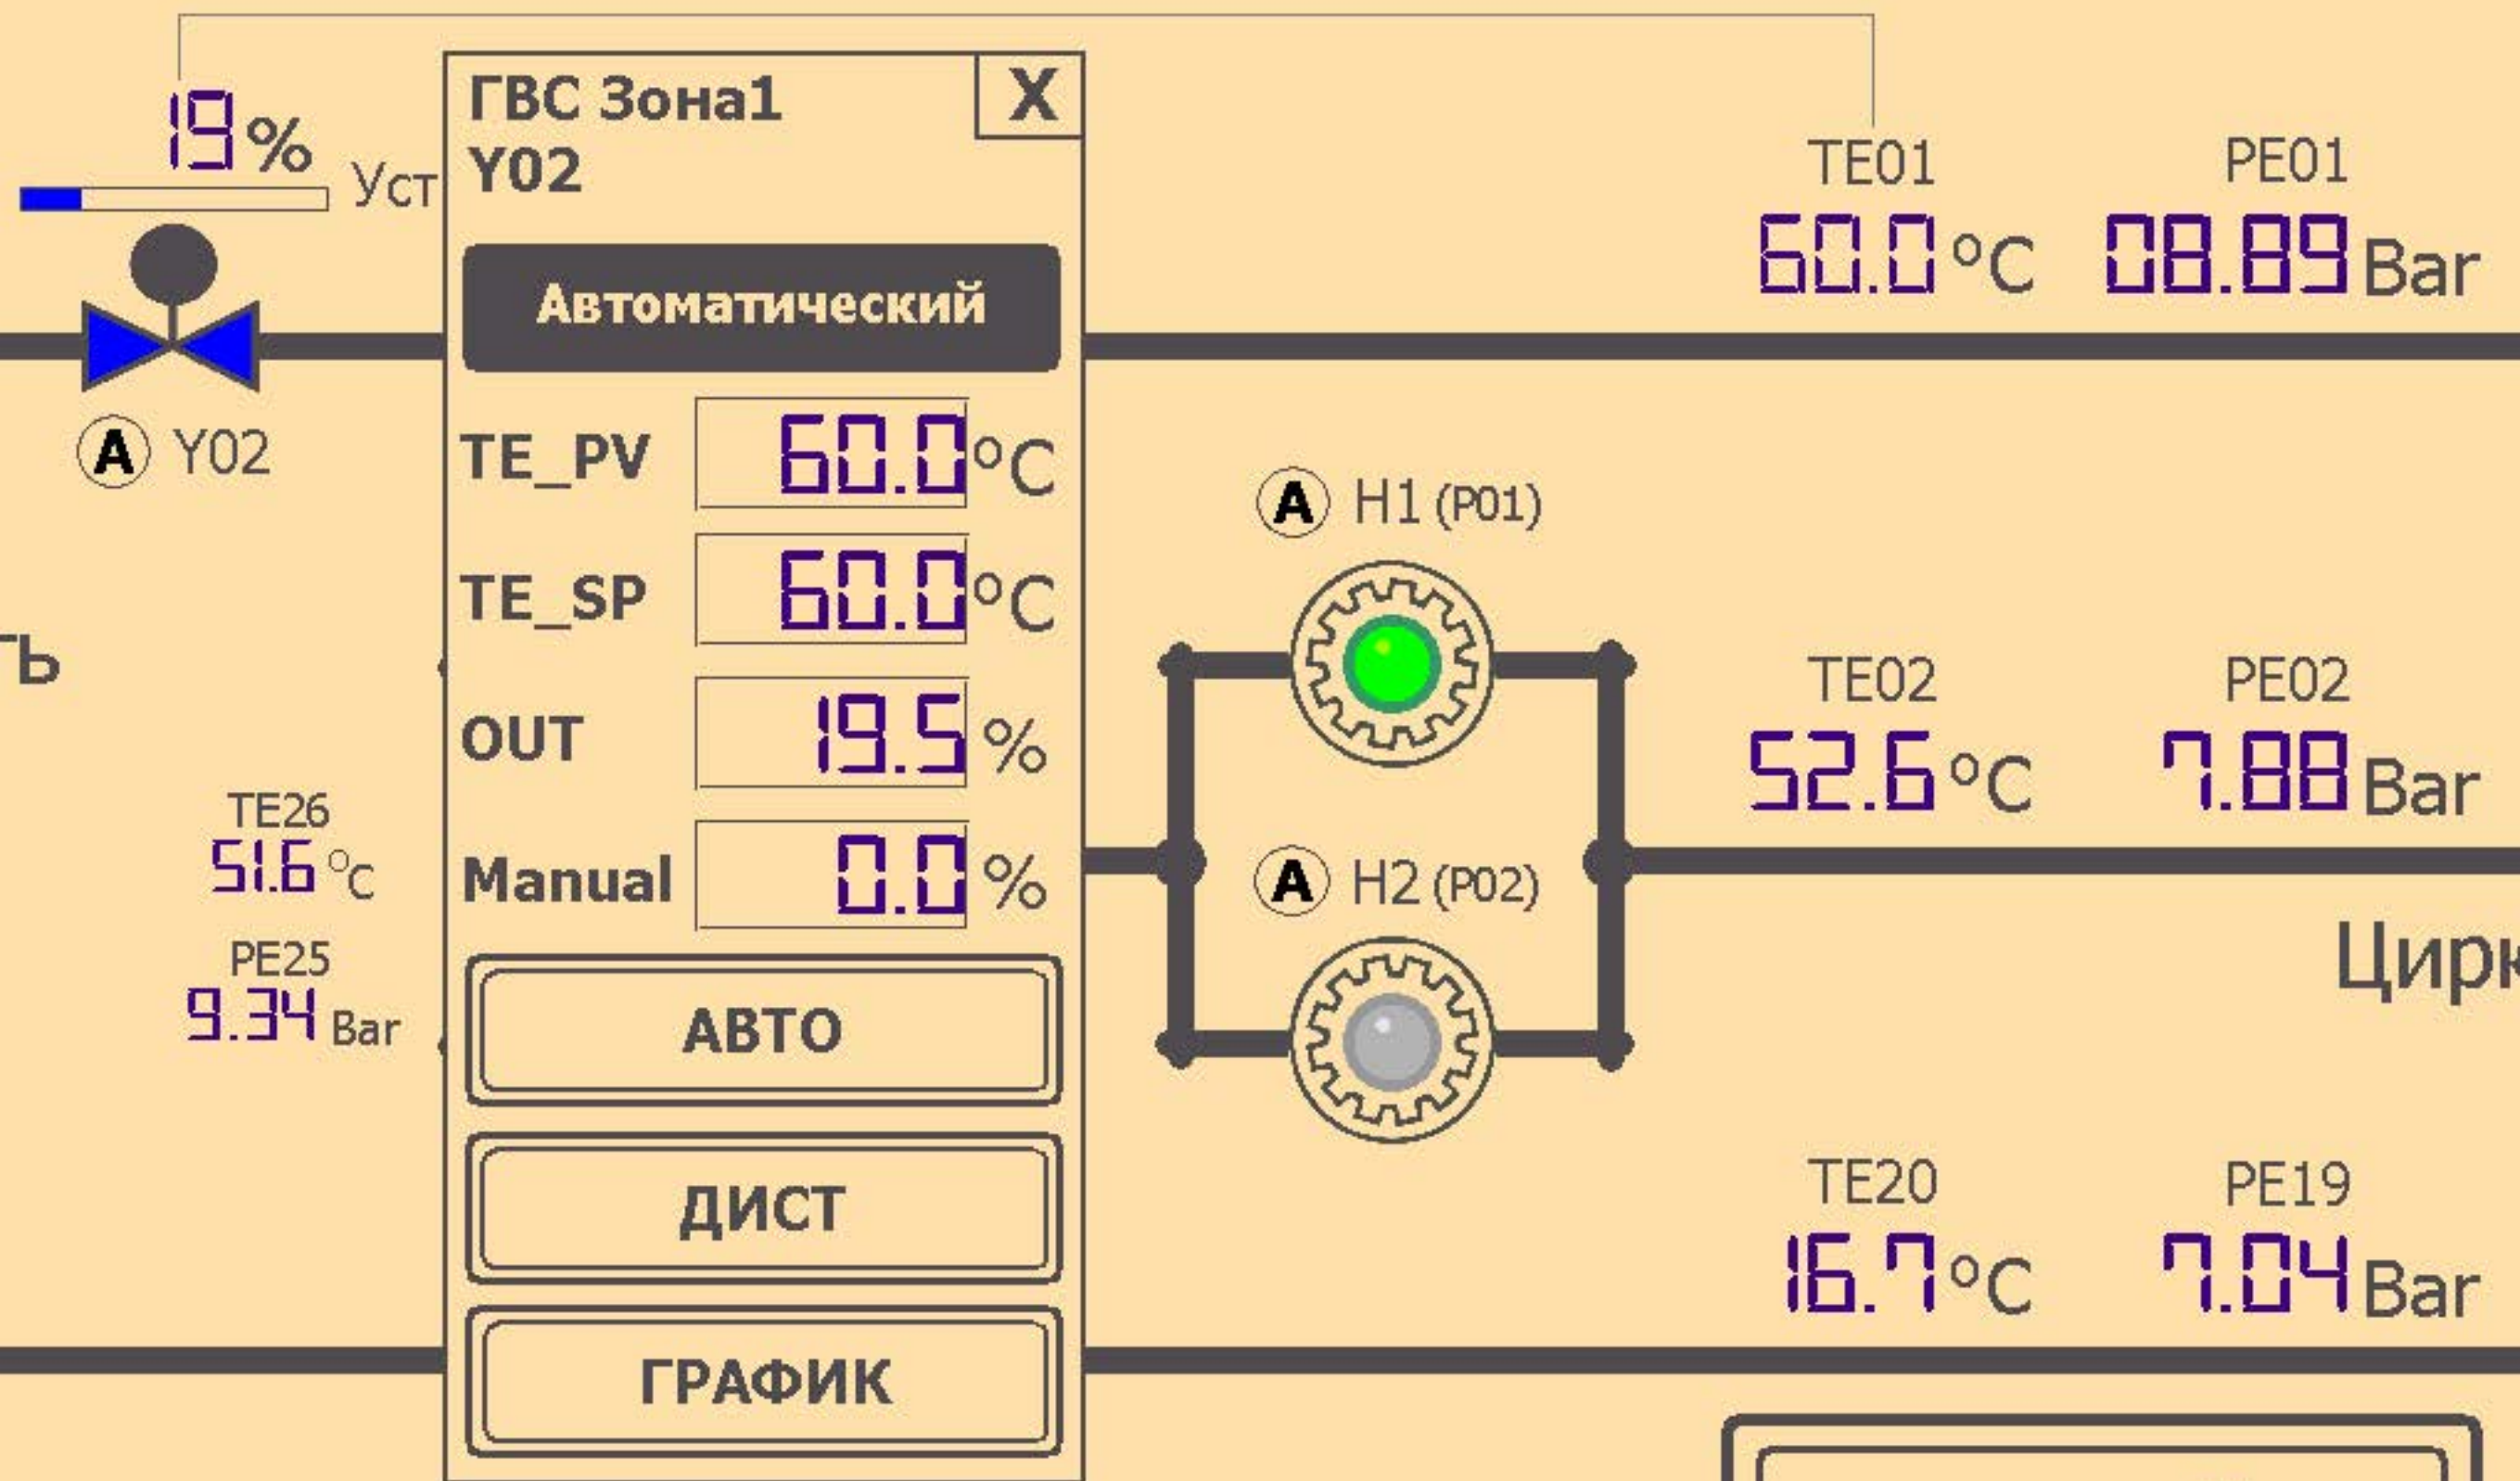 19%
Уст
A Y02
ГВС Зона1
X
Y02
Автоматический
TE_PV 60.0 °C
TE_SP 60.0 °C
OUT 19.5 %
Manual 0.0 %
АВТО
ДИСТ
ГРАФИК
ть
TE26
51.6 °C
PE25
9.34 Bar
A H1 (P01)
A H2 (P02)
TE01 PE01
60.0 °C 08.89 Bar
TE02 PE02
52.6 °C 7.88 Bar
Цирк
TE20 PE19
16.7 °C 7.04 Bar